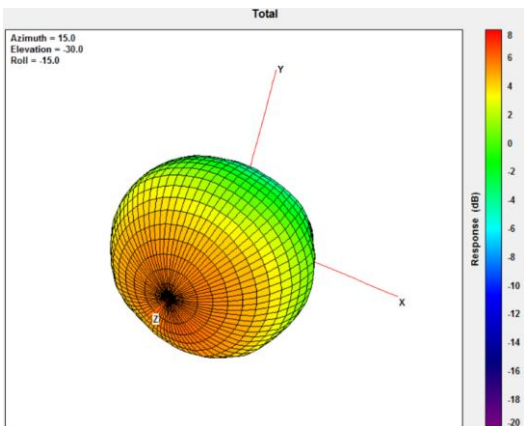 Total
Azimuth = 15.0
Elevation = -30.0
Roll = -15.0
Y
X
Z
8
6
4
2
0
-2
-4
-6
-8
-10
-12
-14
-16
-18
-20
Response (dB)